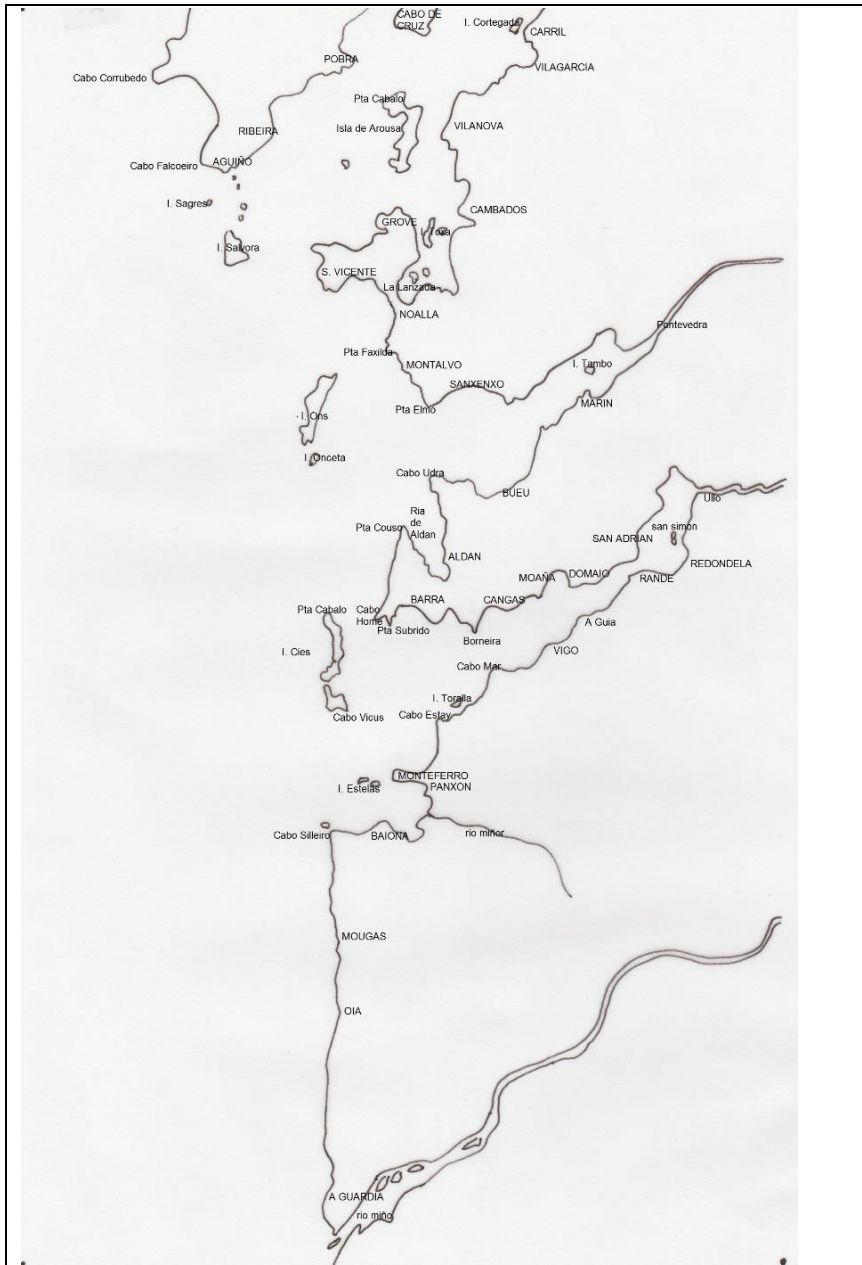 CABO DE
CRUZ
I. Cortegada
CARRIL
POBRA
VILAGARCIA
Cabo Corrubedo
Pta Cabalo
Isla de Arousa
VILANOVA
RIBEIRA
Cabo Falcoeiro
AGUIÑO
I. Sagres
CAMBADOS
GROVE
I. Toxa
I. Salvora
S. VICENTE
La Lanzada
NOALLA
Pontevedra
Pta Faxilda
MONTALVO
I. Tambo
SANXENXO
MARIN
Pta Elmo
I. Ons
I. Onceta
Cabo Udra
BUEU
Ullo
Ria
de
Aldan
Pta Couso
san simon
SAN ADRIAN
ALDAN
REDONDELA
MOAÑA
DOMAIO
RANDE
BARRA
CANGAS
Pta Cabalo
Cabo
Home
A Guia
Pta Subrido
Borneira
I. Cies
VIGO
Cabo Mar
I. Toralla
Cabo Vicus
Cabo Estay
MONTEFERRO
I. Estelas
PANXON
Cabo Silleiro
BAIONA
rio miñor
MOUGAS
OIA
A GUARDIA
rio miño